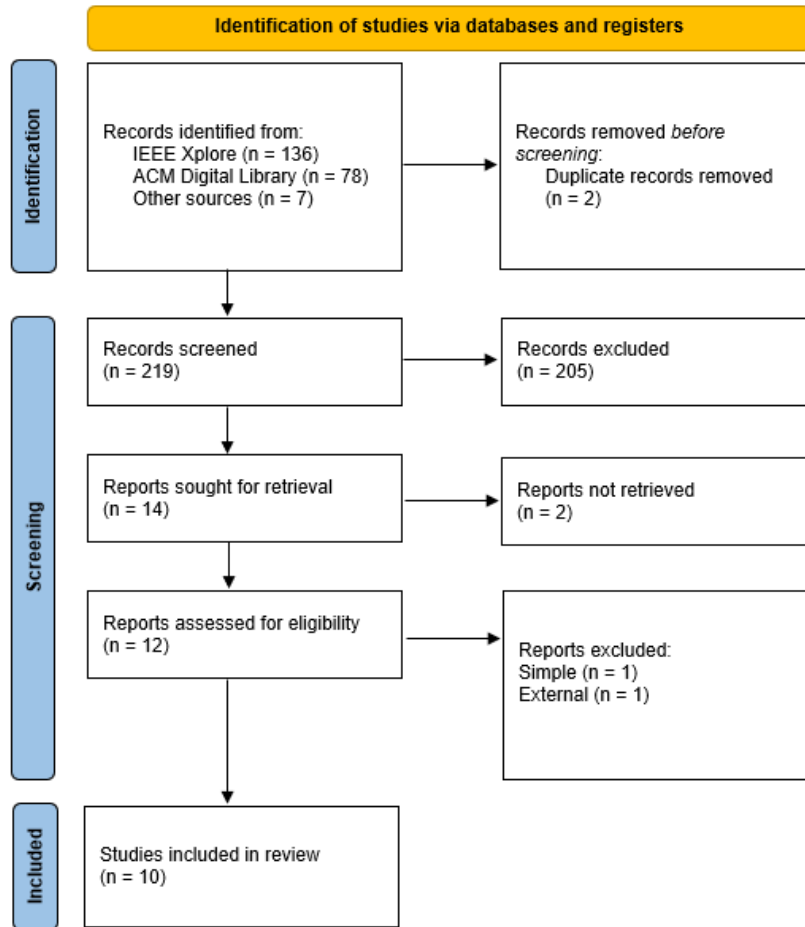 Identification of studies via databases and registers
Identification
Records identified from:
IEEE Xplore (n = 136)
ACM Digital Library (n = 78)
Other sources (n = 7)
Records removed before
screening:
Duplicate records removed
(n = 2)
Screening
Records screened
(n = 219)
Records excluded
(n = 205)
Reports sought for retrieval
(n = 14)
Reports not retrieved
(n = 2)
Reports assessed for eligibility
(n = 12)
Reports excluded:
Simple (n = 1)
External (n = 1)
Included
Studies included in review
(n = 10)